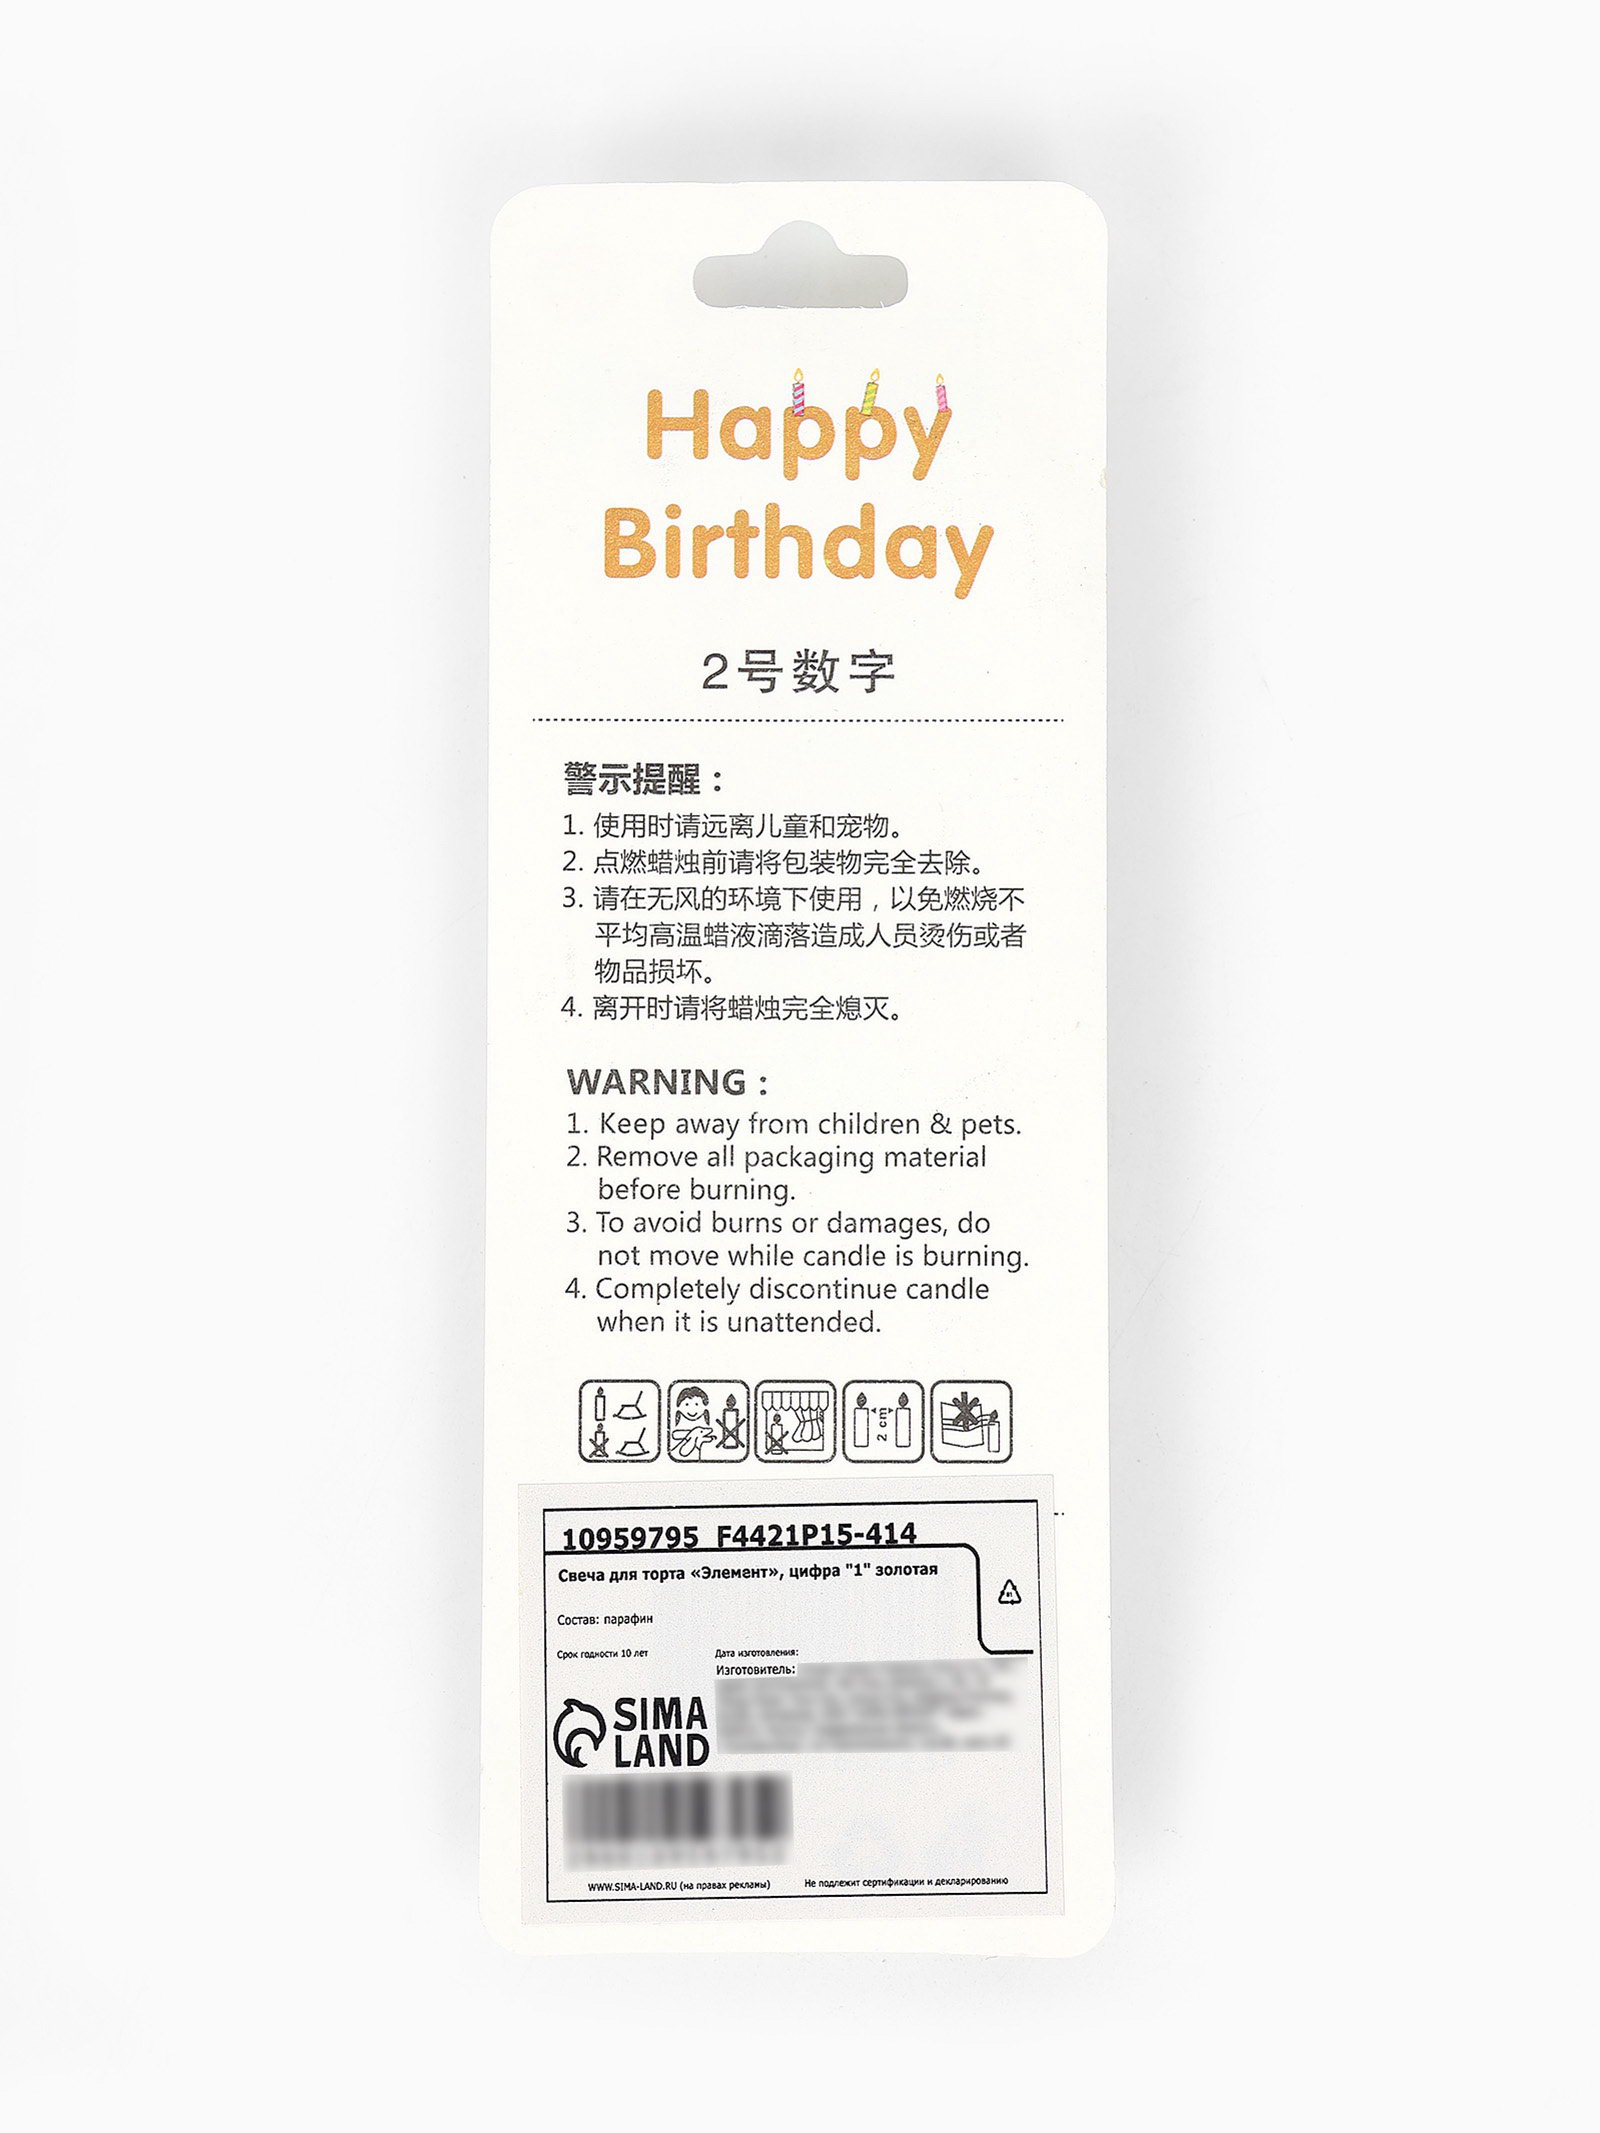 Happy
Birthday
2号数字
警示提醒：
1. 使用时请远离儿童和宠物。
2. 点燃蜡烛前请将包装物完全去除。
3. 请在无风的环境下使用，以免燃烧不
平均高温蜡液滴落造成人员烫伤或者
物品损坏。
4. 离开时请将蜡烛完全熄灭。
WARNING：
1. Keep away from children & pets.
2. Remove all packaging material
before burning.
3. To avoid burns or damages, do
not move while candle is burning.
4. Completely discontinue candle
when it is unattended.
2 cm
10959795 F4421P15-414
Свеча для торта «Элемент», цифра "1" золотая
Состав: парафин
Срок годности 10 лет
Дата изготовления:
Изготовитель:
SIMA
LAND
WWW.SIMA-LAND.RU (на правах рекламы)
Не подлежит сертификации и декларированию